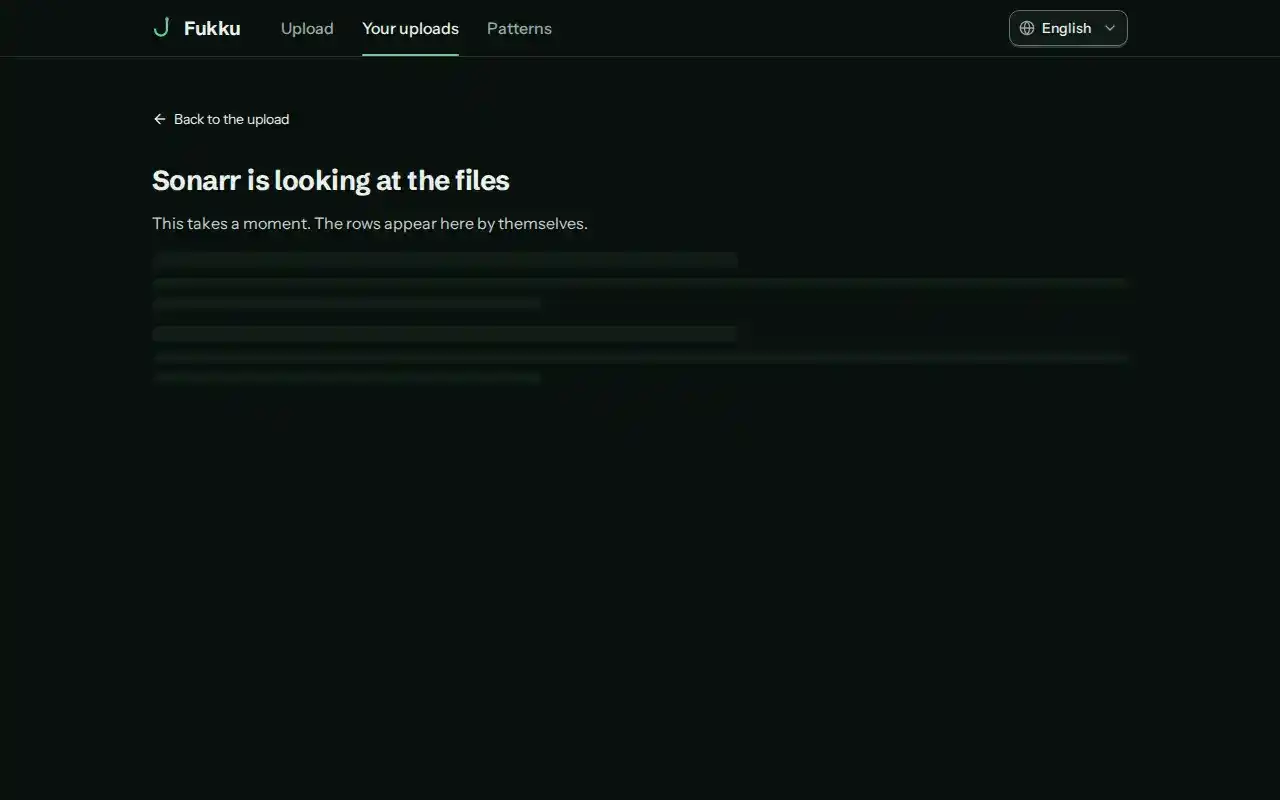 Fukku
Upload
Your uploads
Patterns
English
Back to the upload
Sonarr is looking at the files
This takes a moment. The rows appear here by themselves.